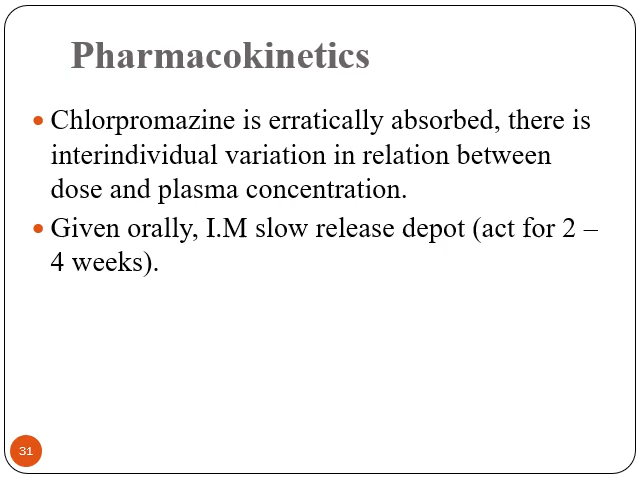 Pharmacokinetics
• Chlorpromazine is erratically absorbed, there is
interindividual variation in relation between
dose and plasma concentration.
• Given orally, I.M slow release depot (act for 2 –
4 weeks).
31